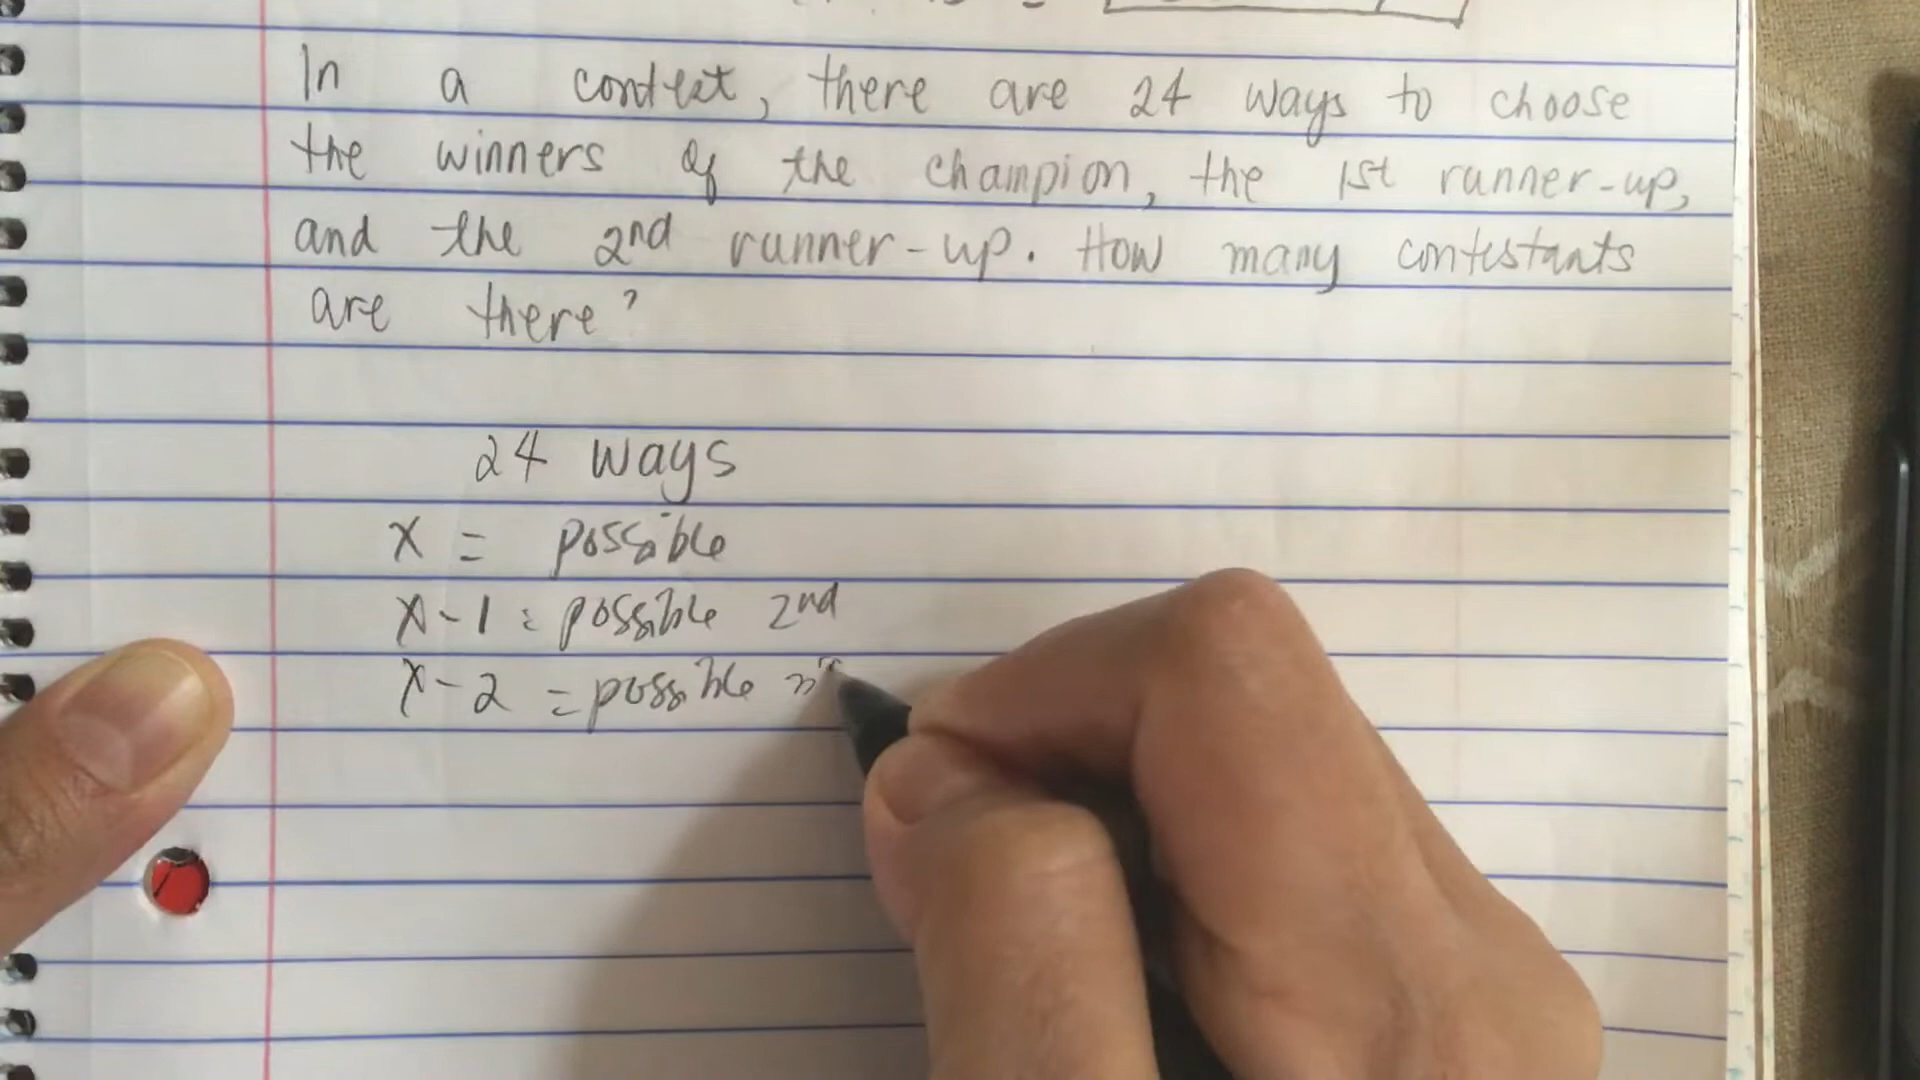 In a contest, there are 24 ways to choose
the winners of the champion, the 1st runner-up,
and the 2nd runner-up. How many contestants
are there?
24 ways
x = possible
x-1 = possible 2nd
x-2 = possible